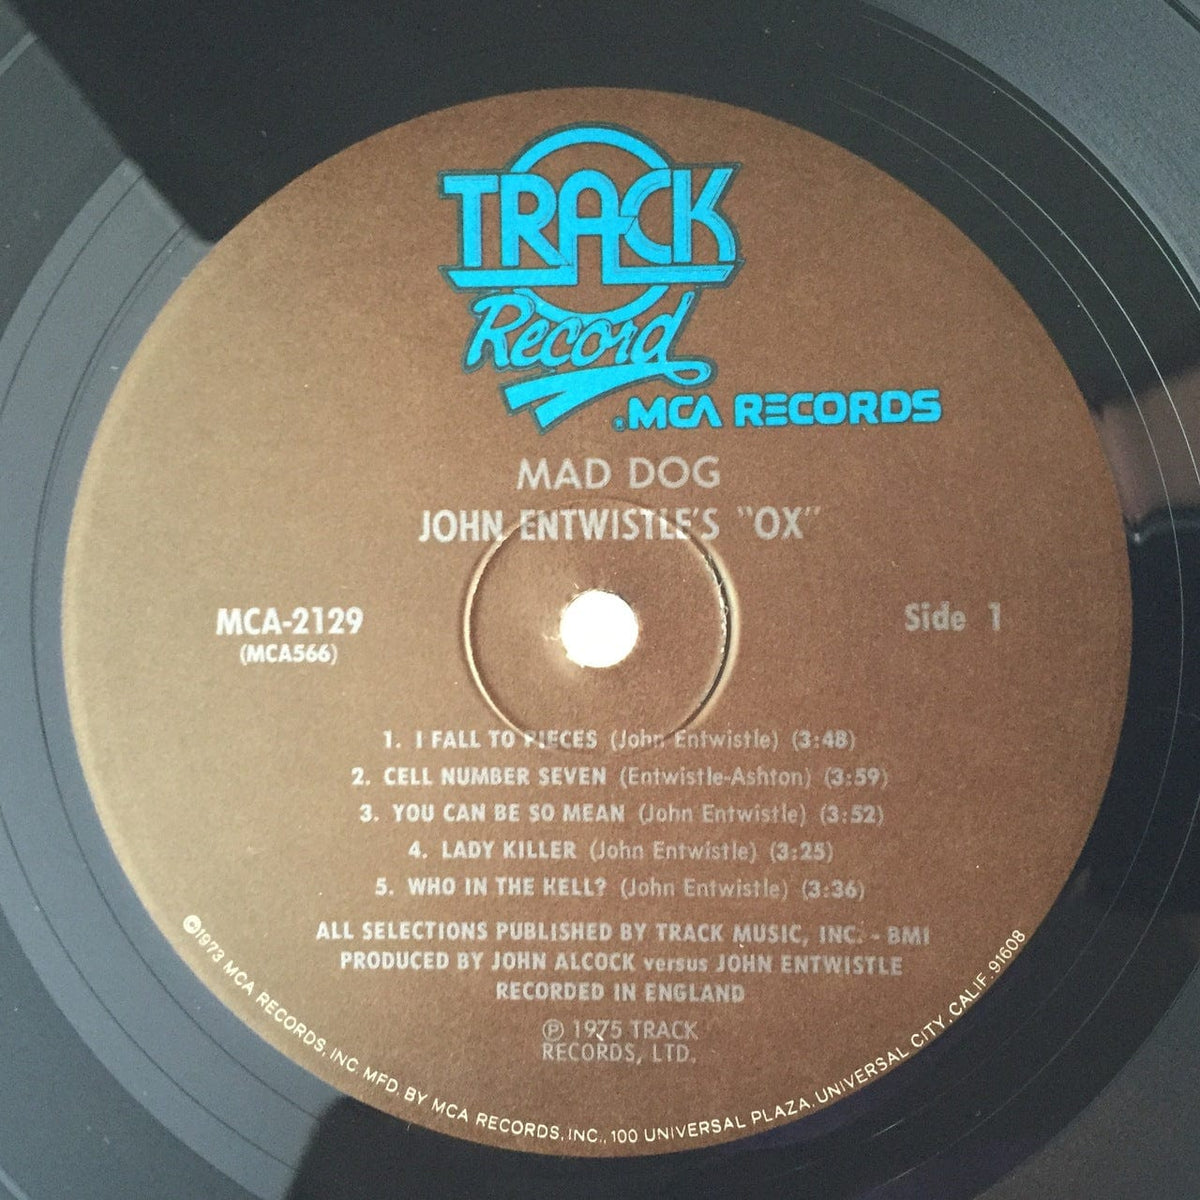 TRACK
Record
®MCA RECORDS
MAD DOG
JOHN ENTWISTLE'S "OX"
MCA-2129
(MCA566)
Side 1
1. I FALL TO PIECES (John Entwistle) (3:48)
2. CELL NUMBER SEVEN (Entwistle-Ashton) (3:59)
3. YOU CAN BE SO MEAN (John Entwistle) (3:52)
4. LADY KILLER (John Entwistle) (3:25)
5. WHO IN THE HELL? (John Entwistle) (3:36)
ALL SELECTIONS PUBLISHED BY TRACK MUSIC, INC. - BMI
PRODUCED BY JOHN ALCOCK versus JOHN ENTWISTLE
RECORDED IN ENGLAND
℗ 1975 TRACK
RECORDS, LTD.
©1973 MCA RECORDS, INC. MFD. BY MCA RECORDS, INC., 100 UNIVERSAL PLAZA, UNIVERSAL CITY, CALIF. 91608